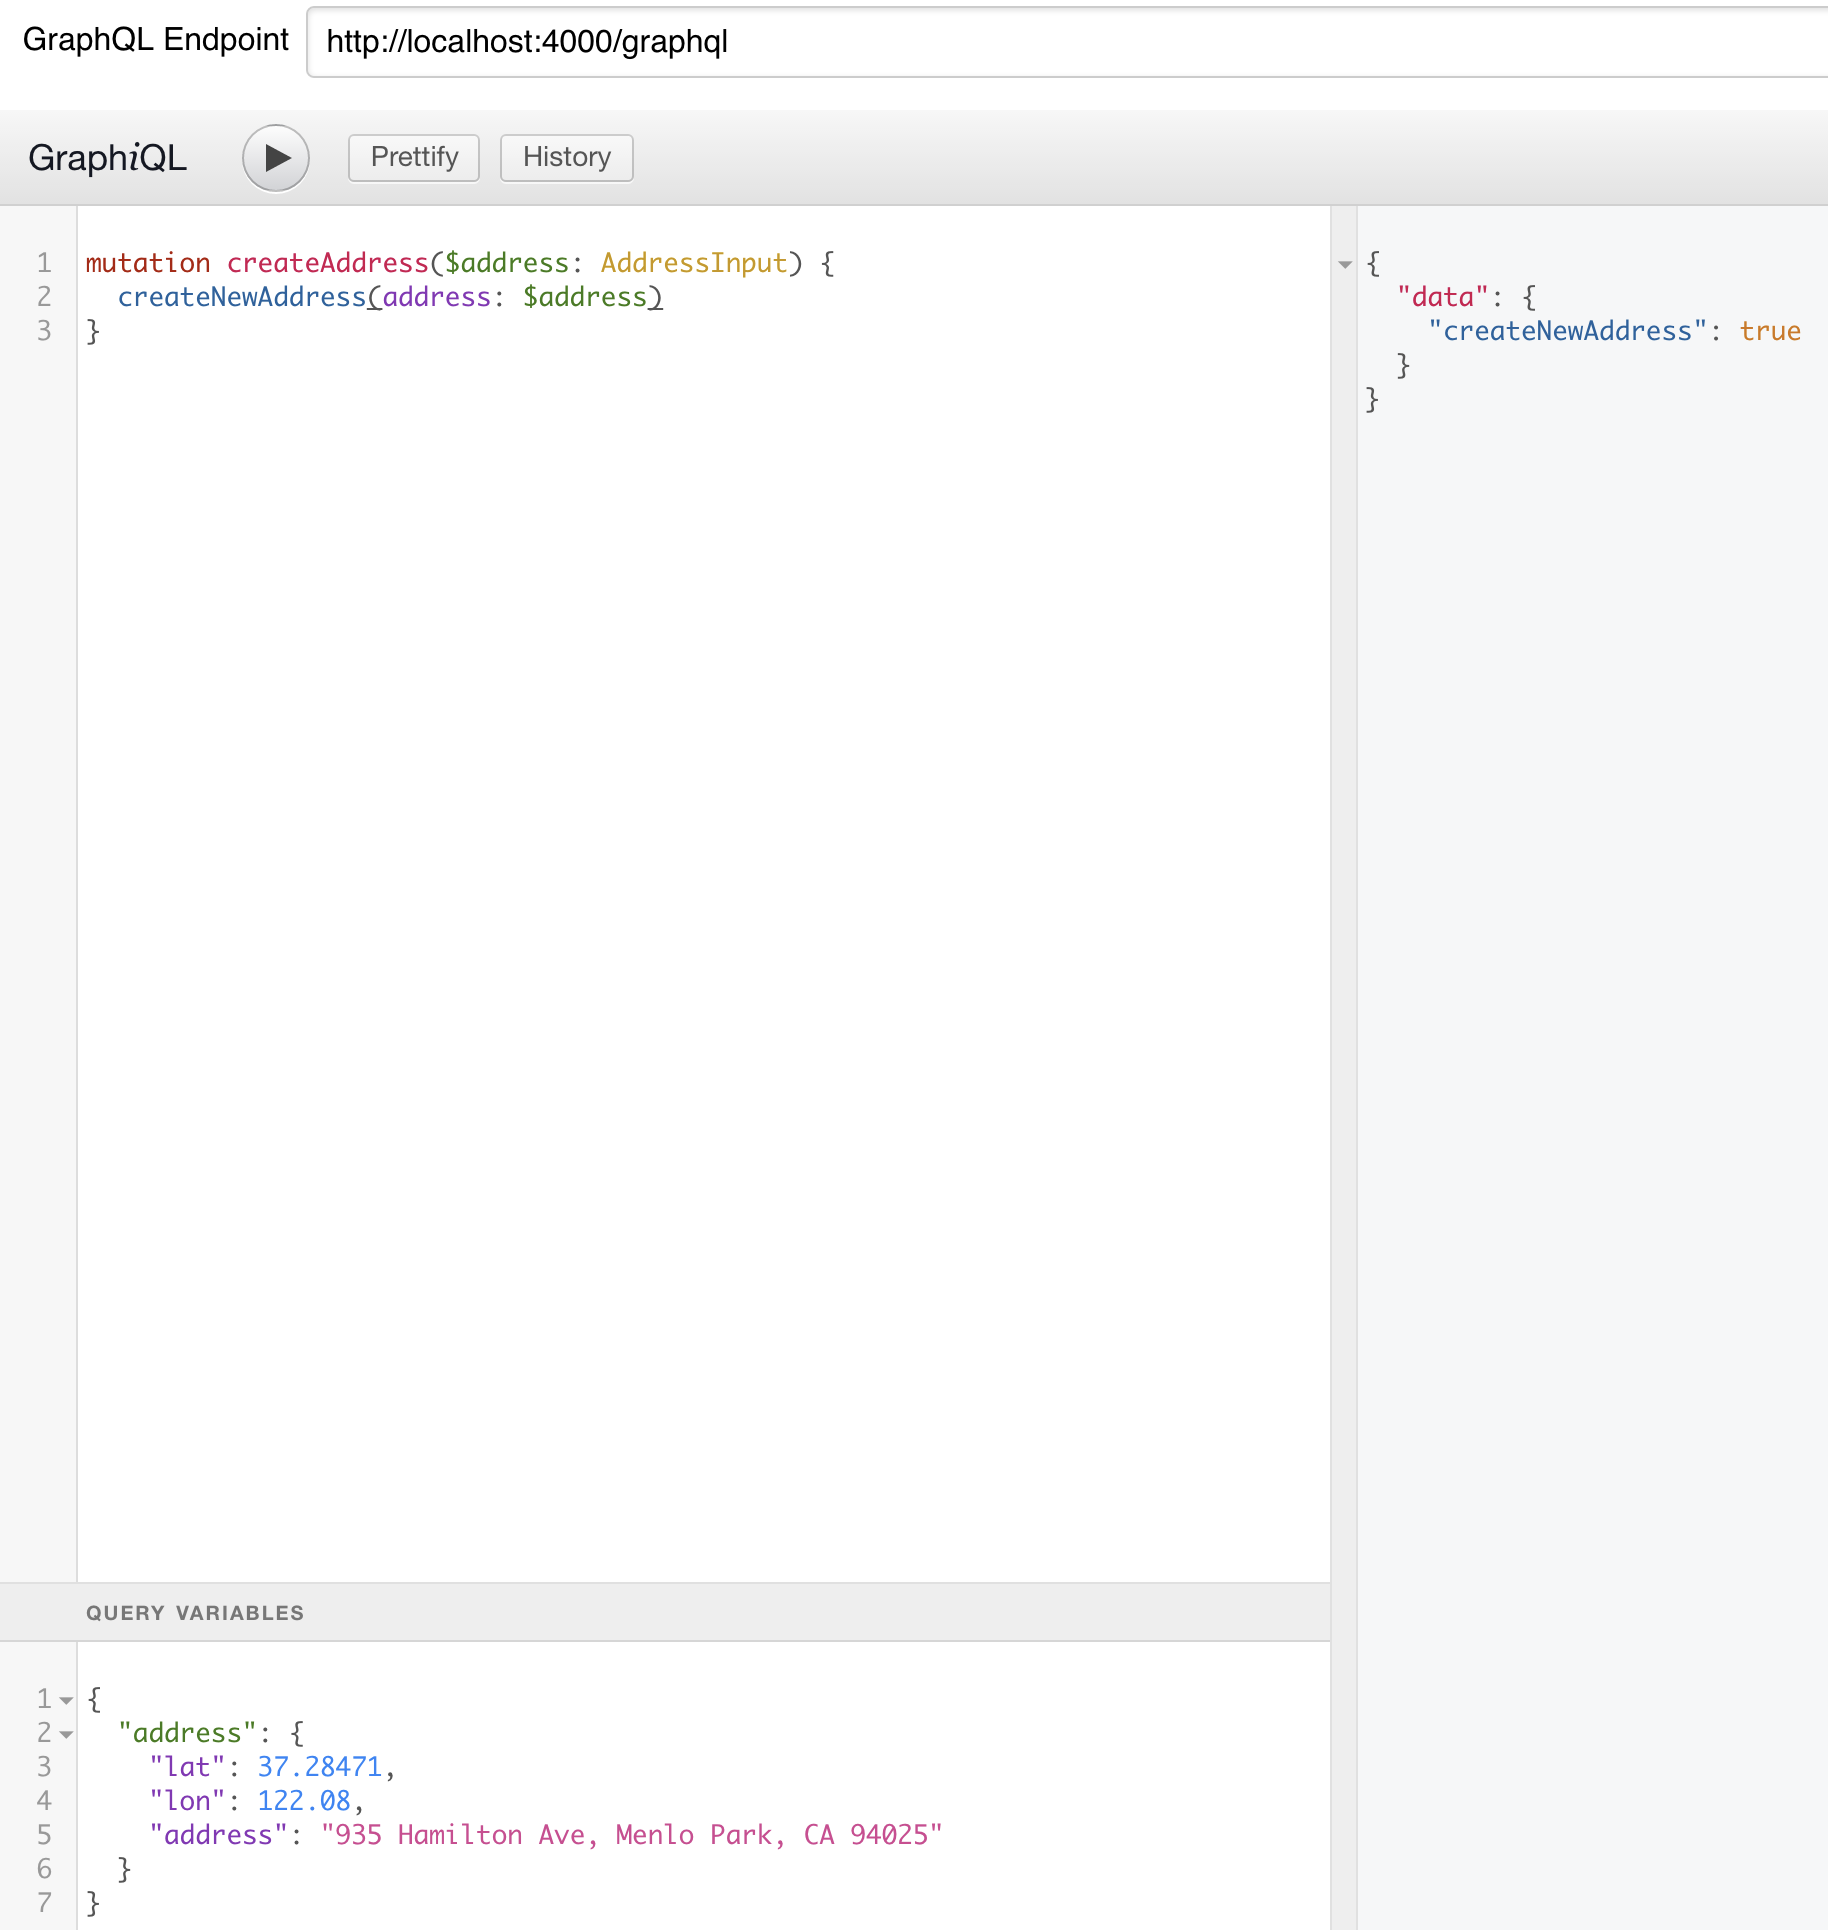 GraphQL Endpoint http://localhost:4000/graphql
GraphiQL Prettify History
1 mutation createAddress($address: AddressInput) {
2 createNewAddress(address: $address)
3 }
{
"data": {
"createNewAddress": true
}
}
QUERY VARIABLES
1 {
2 "address": {
3 "lat": 37.28471,
4 "lon": 122.08,
5 "address": "935 Hamilton Ave, Menlo Park, CA 94025"
6 }
7 }